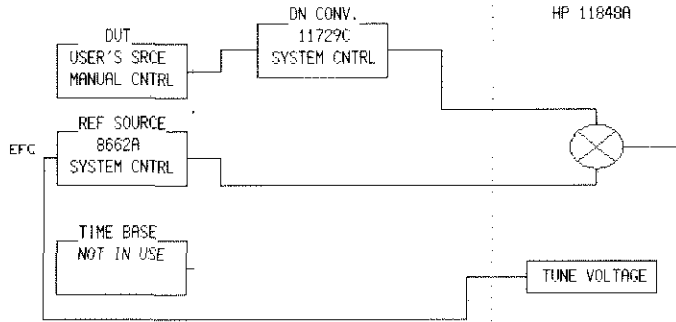 DN CONV.
HP 11848A
DUT
11729C
USER'S SRCE
SYSTEM CNTRL
MANUAL CNTRL
REF SOURCE
EFC
8662A
SYSTEM CNTRL
TIME BASE
NOT IN USE
TUNE VOLTAGE